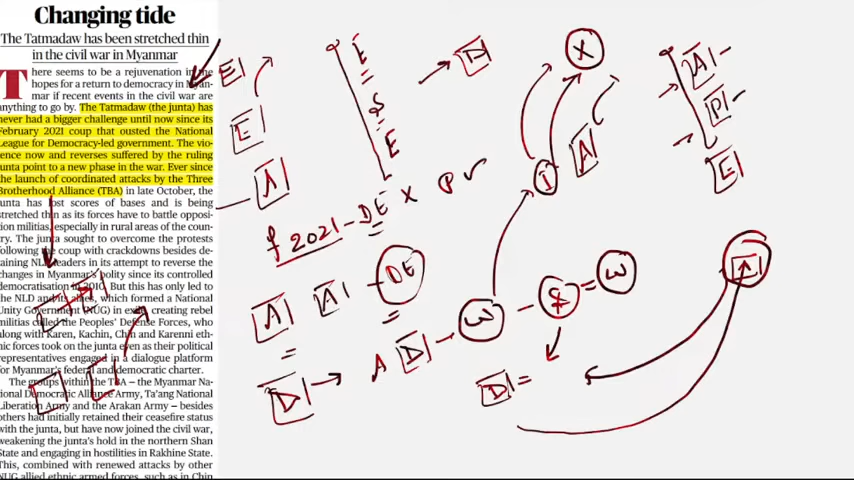 Changing tide
The Tatmadaw has been stretched thin
in the civil war in Myanmar
There seems to be a rejuvenation in the
hopes for a return to democracy in
mar if recent events in the civil war are
anything to go by. The Tatmadaw (the junta) has
never had a bigger challenge until now since its
February 2021 coup that ousted the National
League for Democracy-led government. The vio-
lence now and reverses suffered by the ruling
junta point to a new phase in the war. Ever since
the launch of coordinated attacks by the Three
Brotherhood Alliance (TBA) in late October, the
junta has lost scores of bases and is being
stretched thin as its forces have to battle opposi-
tion militias, especially in rural areas of the coun-
try. The junta sought to overcome the protests
following the coup with crackdowns besides de-
taining NLD leaders in its attempt to reverse the
changes in Myanmar's polity since its controlled
democratisation in 2010. But this has only led to
the NLD and its allies, which formed a National
Unity Government (NUG) in exile, creating rebel
militias called the Peoples' Defense Forces, who
along with Karen, Kachin, Chin and Karenni eth-
nic forces took on the junta even as their political
representatives engaged in a dialogue platform
for Myanmar's federal and democratic charter.
The groups within the TBA – the Myanmar Na-
tional Democratic Alliance Army, Ta'ang National
Liberation Army and the Arakan Army – besides
others had initially retained their ceasefire status
with the junta, but have now joined the civil war,
weakening the junta's hold in the northern Shan
State and engaging in hostilities in Rakhine State.
This, combined with renewed attacks by other
NUG allied ethnic armed forces, such as in Chin
E
E
A
E
E
D
X
A
P
E
I
A
2021 - DE X
A A - DE
W
= W
D
A D
D =